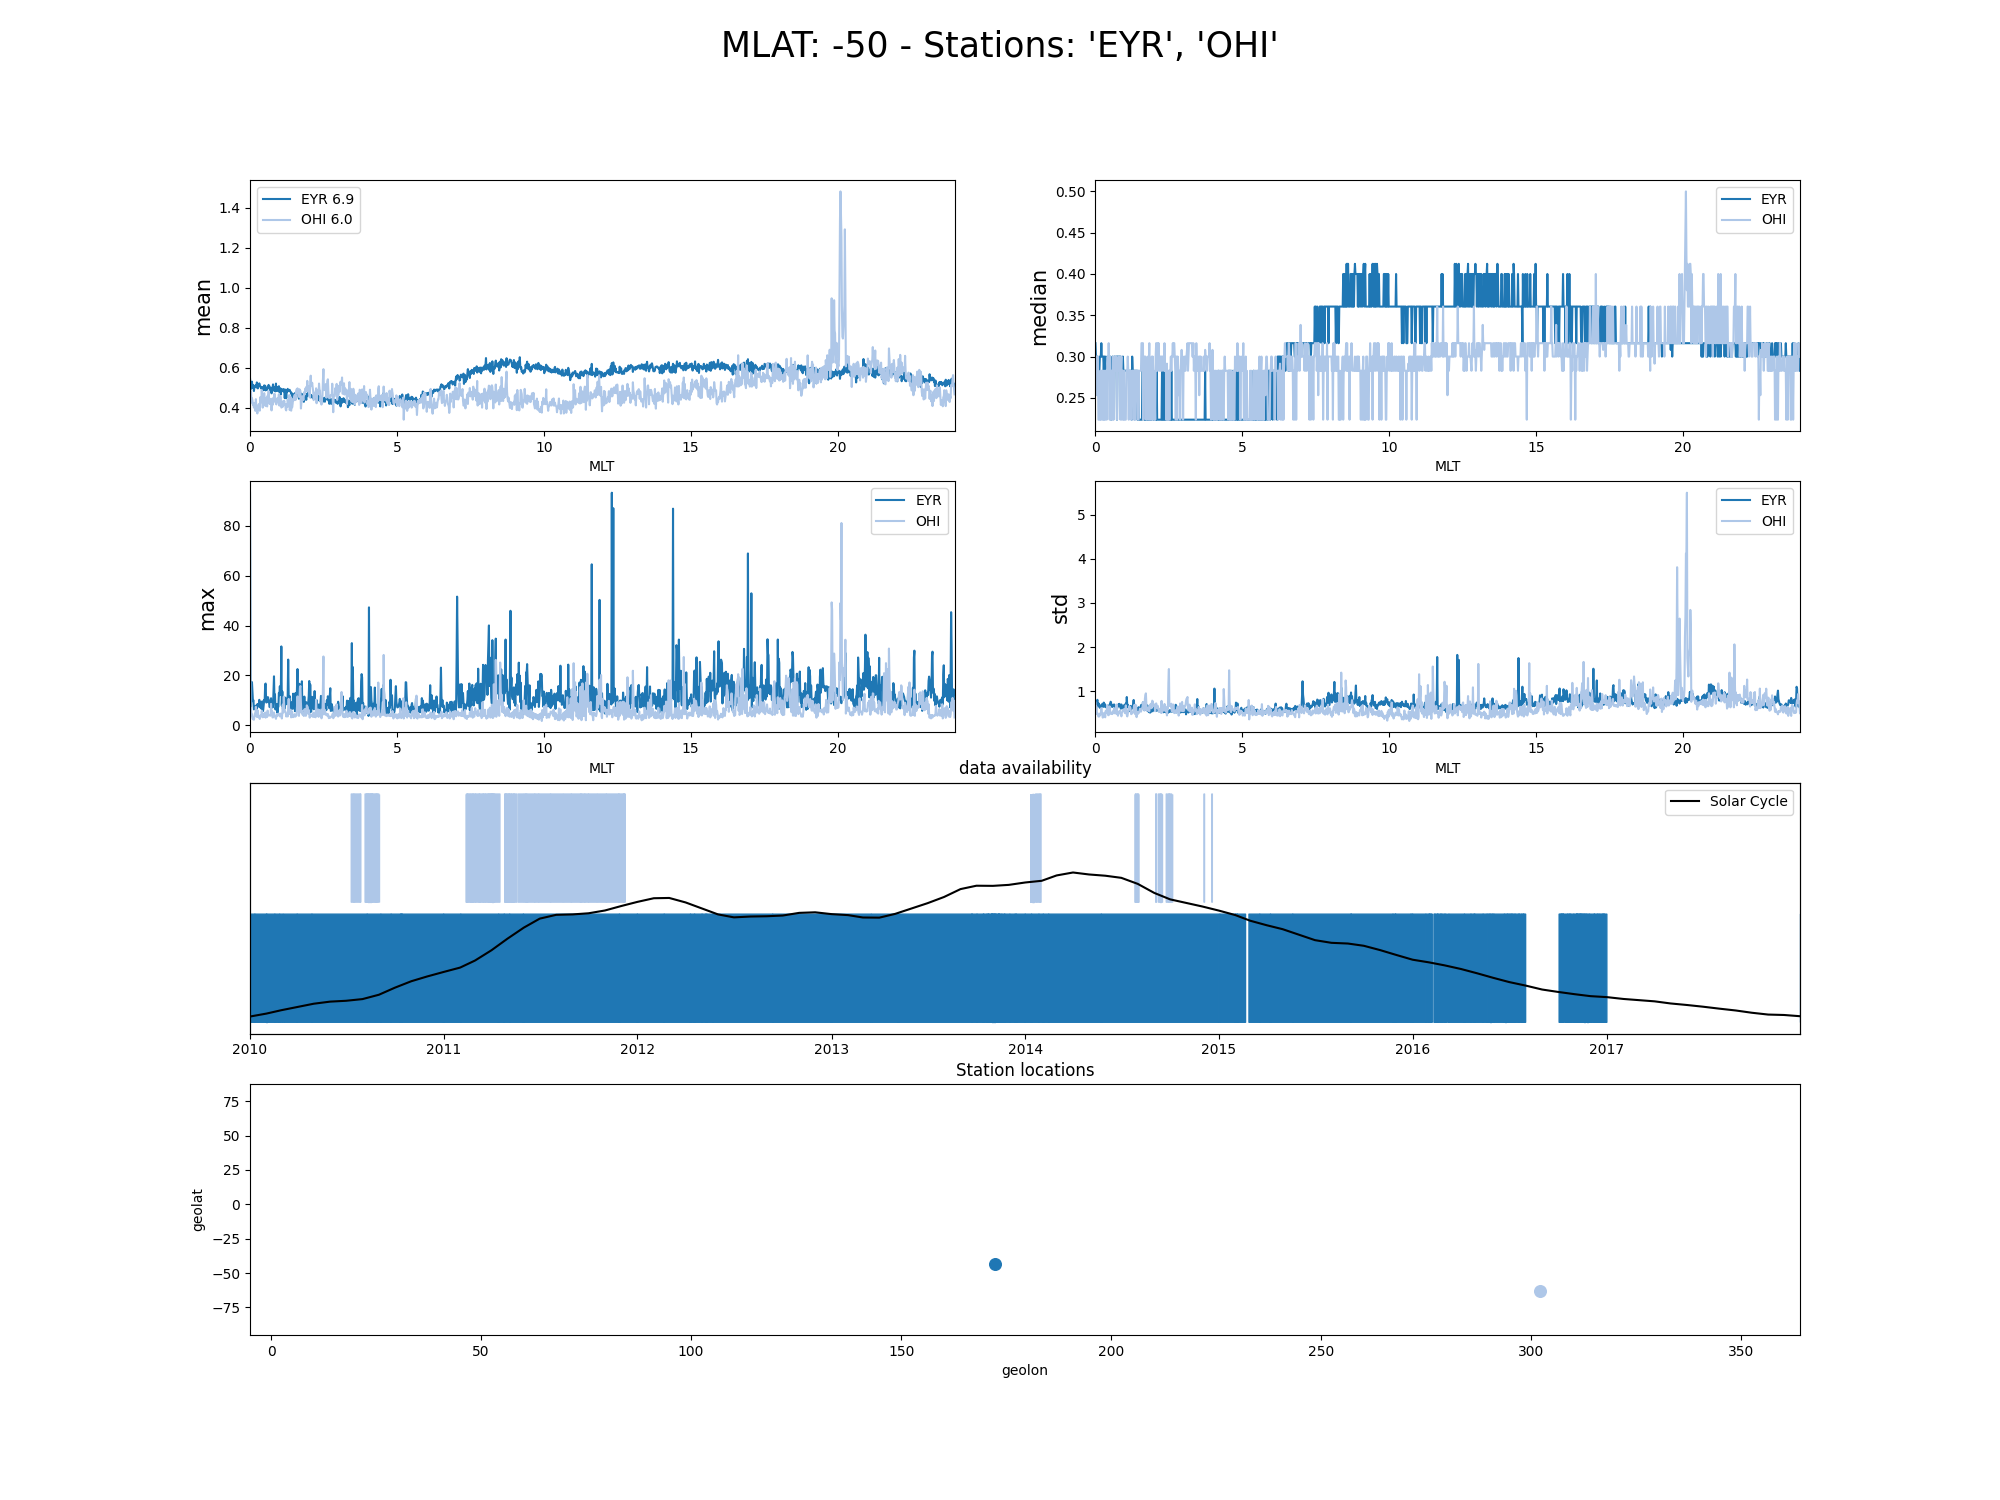 MLAT: -50 - Stations: 'EYR', 'OHI'
mean
1.4
1.2
1.0
0.8
0.6
0.4
EYR 6.9
OHI 6.0
0 5 10 15 20
MLT
median
0.50
0.45
0.40
0.35
0.30
0.25
EYR
OHI
0 5 10 15 20
MLT
max
80
60
40
20
0
EYR
OHI
0 5 10 15 20
MLT
std
5
4
3
2
1
EYR
OHI
0 5 10 15 20
MLT
data availability
Solar Cycle
2010 2011 2012 2013 2014 2015 2016 2017
Station locations
geolat
75
50
25
0
−25
−50
−75
0 50 100 150 200 250 300 350
geolon